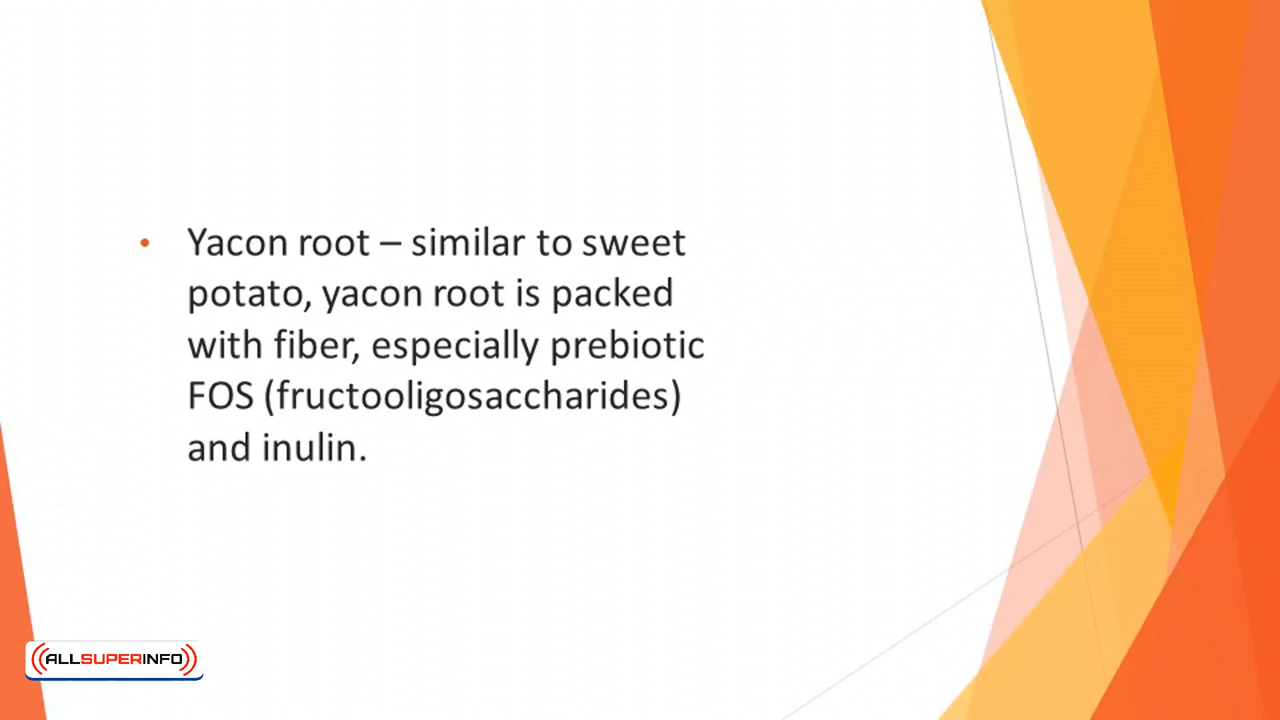 • Yacon root – similar to sweet
potato, yacon root is packed
with fiber, especially prebiotic
FOS (fructooligosaccharides)
and inulin.
ALLSUPERINFO